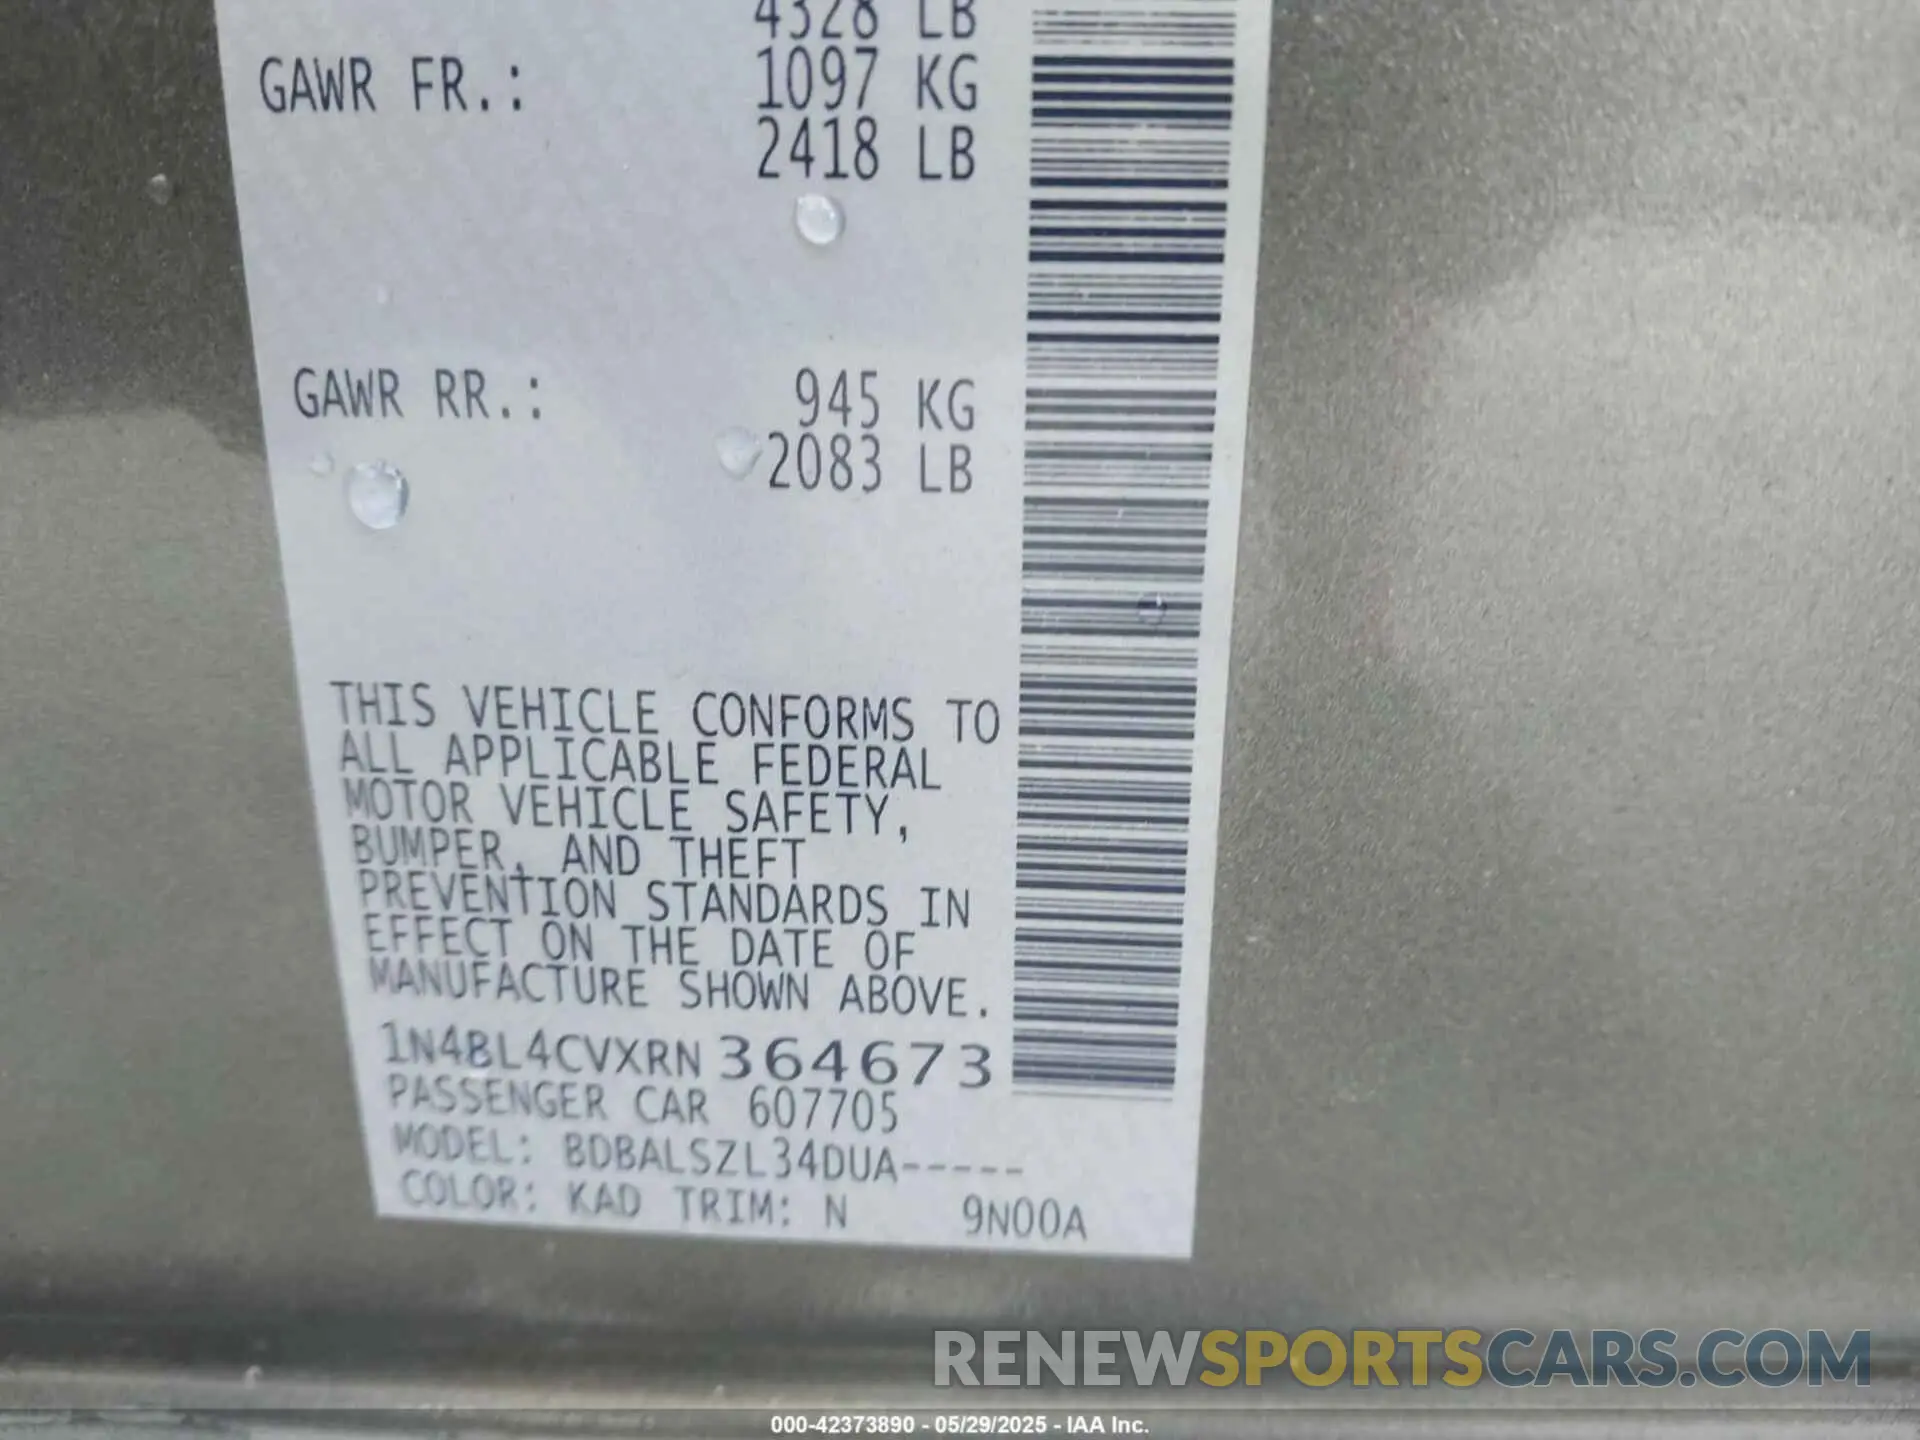 4328 LB
GAWR FR.: 1097 KG
2418 LB
GAWR RR.: 945 KG
2083 LB
THIS VEHICLE CONFORMS TO
ALL APPLICABLE FEDERAL
MOTOR VEHICLE SAFETY,
BUMPER, AND THEFT
PREVENTION STANDARDS IN
EFFECT ON THE DATE OF
MANUFACTURE SHOWN ABOVE.
1N4BL4CVXRN364673
PASSENGER CAR 607705
MODEL: BDBALSZL34DUA-----
COLOR: KAD TRIM: N 9N00A
RENEWSPORTSCARS.COM
000-42373890 - 05/29/2025 - IAA Inc.